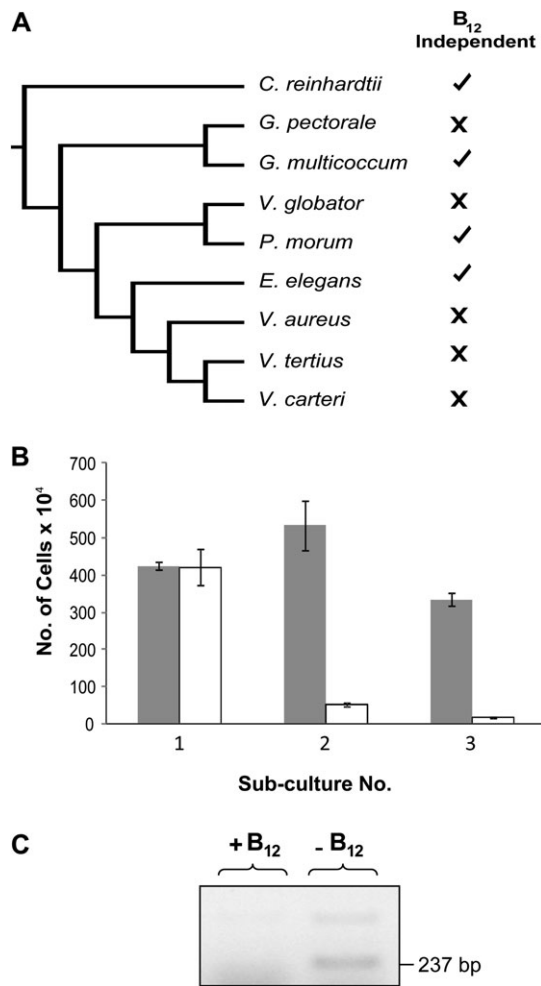 A
B12
Independent
C. reinhardtii ✓
G. pectorale X
G. multicoccum ✓
V. globator X
P. morum ✓
E. elegans ✓
V. aureus X
V. tertius X
V. carteri X
B
No. of Cells x 10⁴
700
600
500
400
300
200
100
0
1 2 3
Sub-culture No.
C
+ B12 - B12
237 bp